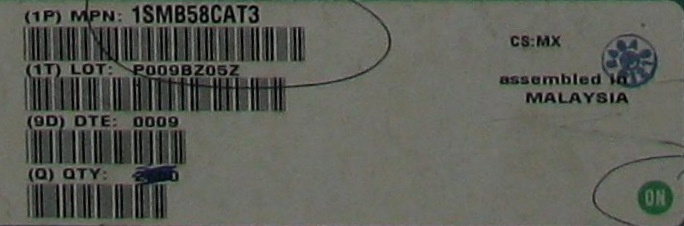 (1P) MPN: 1SMB58CAT3
(1T) LOT: P009BZ05Z
(9D) DTE: 0009
(Q) QTY:
CS:MX
assembled in
MALAYSIA
ON